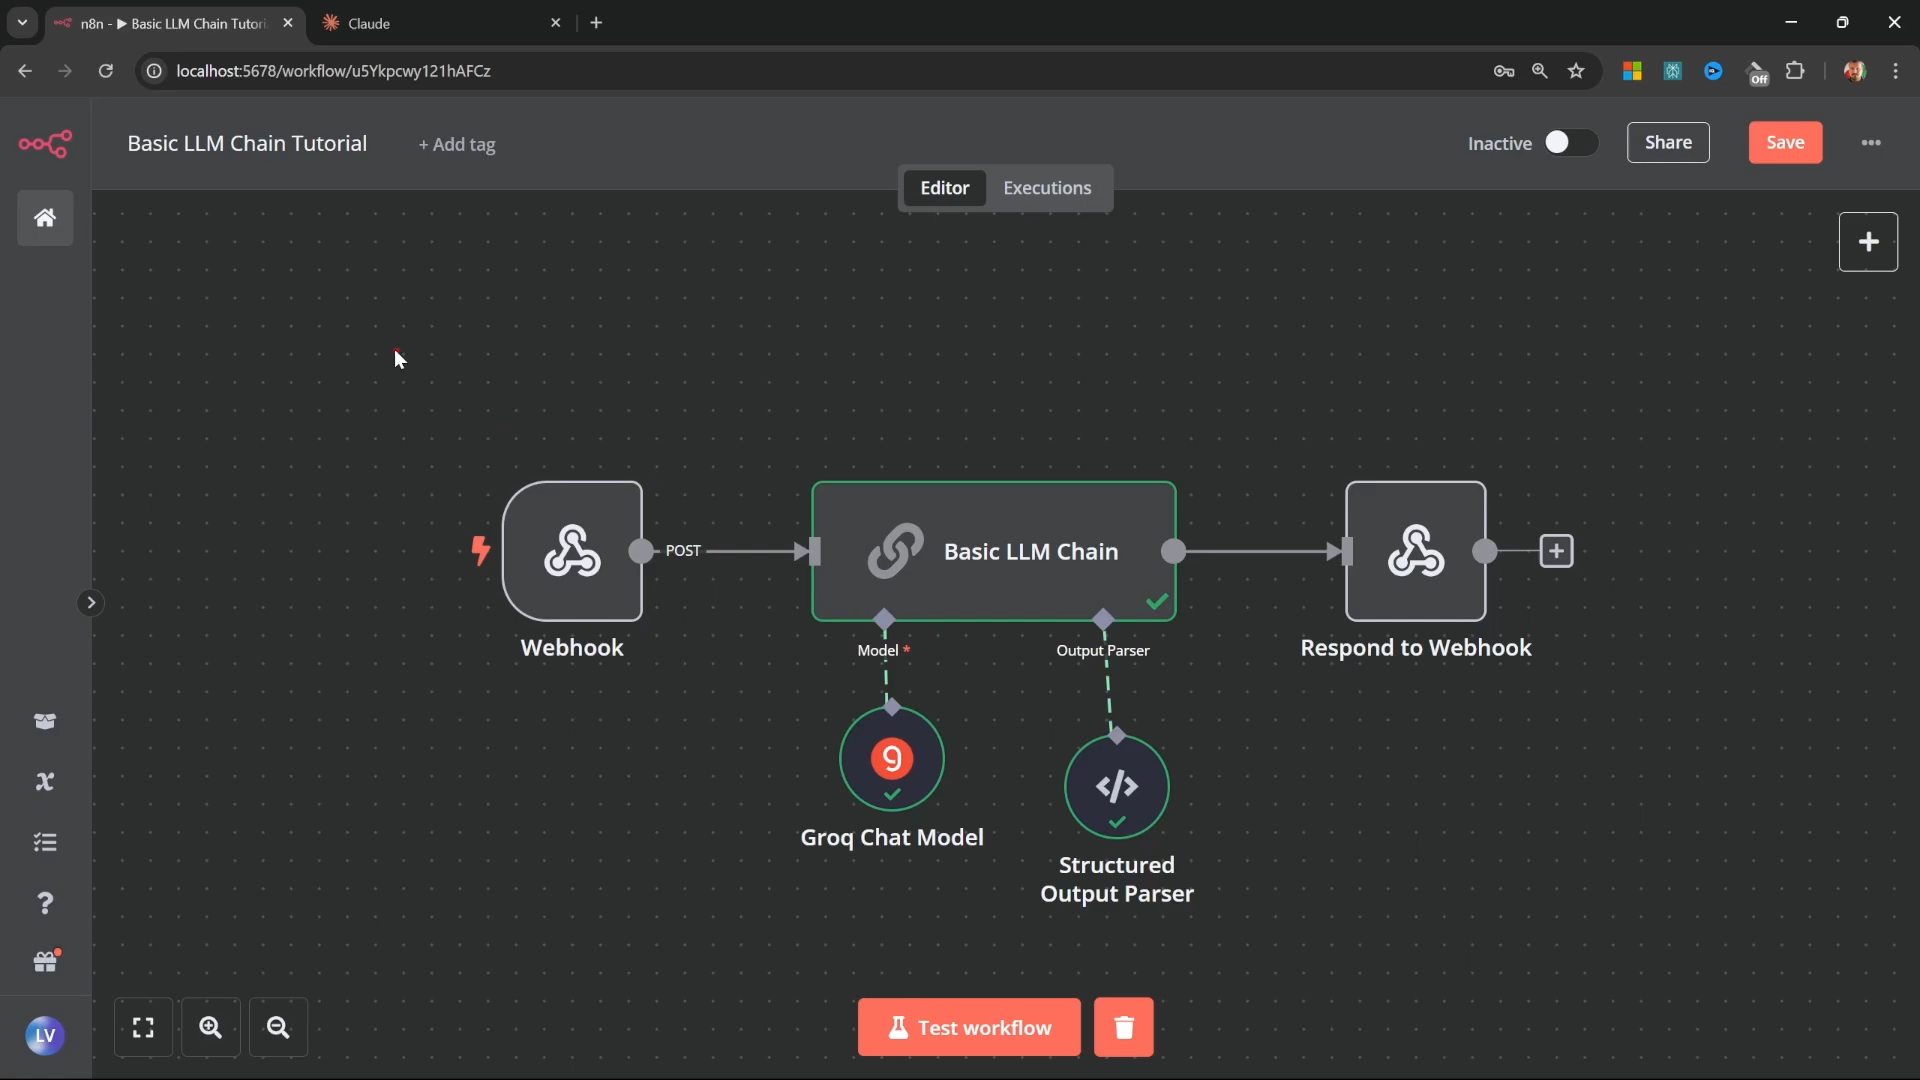 n8n - ▶ Basic LLM Chain Tutori
Claude
localhost:5678/workflow/u5Ykpcwy121hAFCz
Off
Basic LLM Chain Tutorial
+ Add tag
Inactive
Share
Save
Editor
Executions
POST
Basic LLM Chain
Webhook
Model *
Output Parser
Respond to Webhook
g
</>
Groq Chat Model
Structured
Output Parser
LV
Test workflow